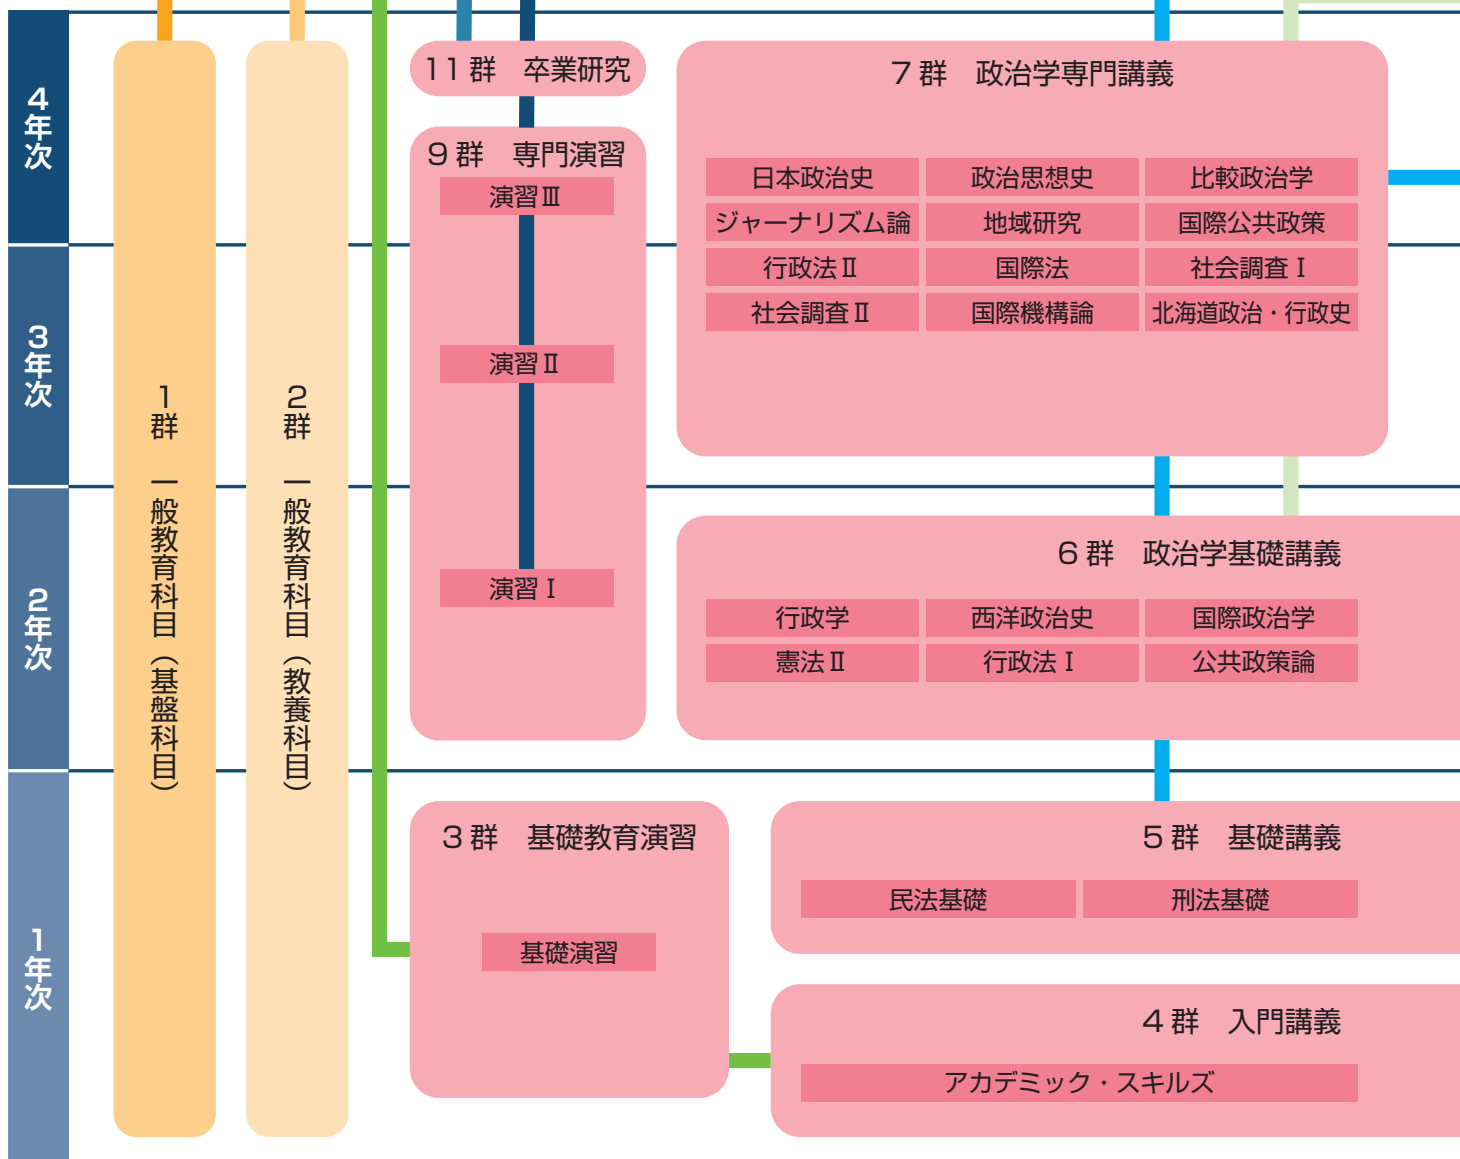 4年次
3年次
2年次
1年次
1群 一般教育科目（基盤科目）
2群 一般教育科目（教養科目）
11群 卒業研究
9群 専門演習
演習Ⅲ
演習Ⅱ
演習Ⅰ
7群 政治学専門講義
日本政治史 政治思想史 比較政治学
ジャーナリズム論 地域研究 国際公共政策
行政法Ⅱ 国際法 社会調査Ⅰ
社会調査Ⅱ 国際機構論 北海道政治・行政史
6群 政治学基礎講義
行政学 西洋政治史 国際政治学
憲法Ⅱ 行政法Ⅰ 公共政策論
3群 基礎教育演習
基礎演習
5群 基礎講義
民法基礎 刑法基礎
4群 入門講義
アカデミック・スキルズ